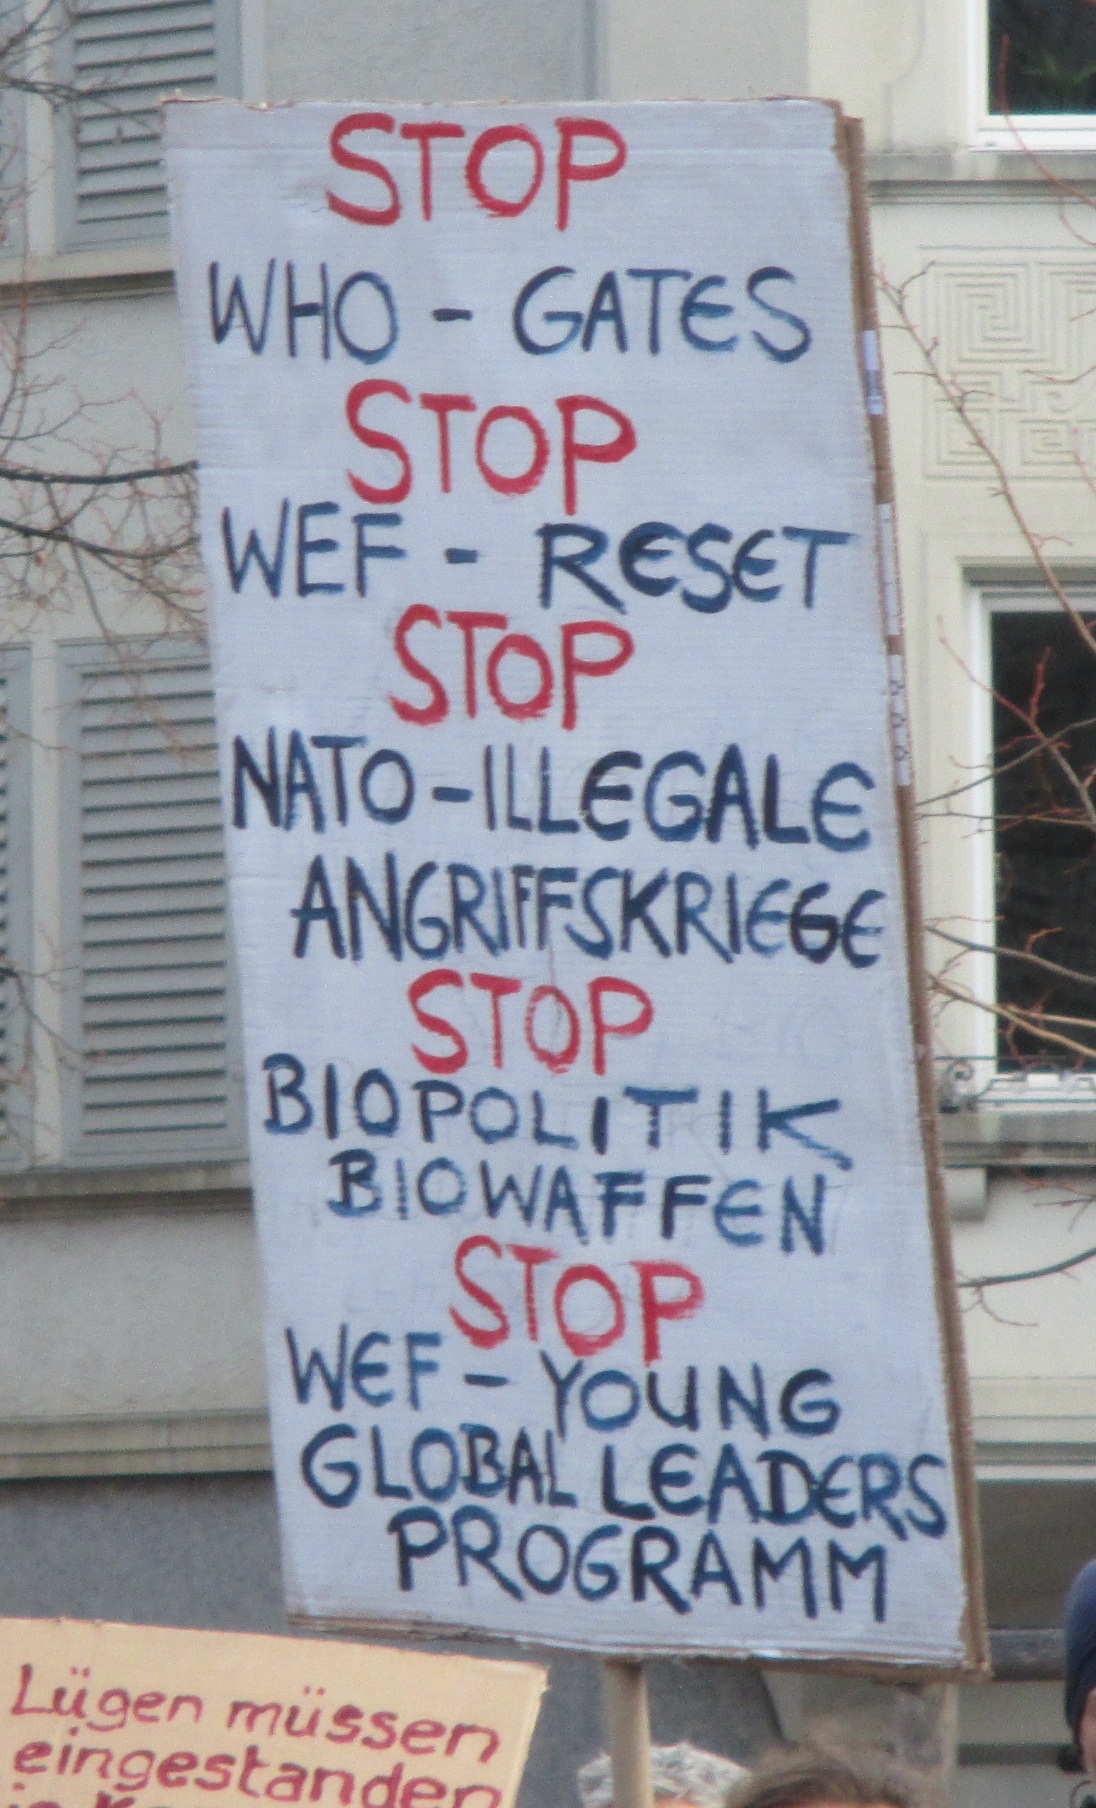 STOP
WHO - GATES
STOP
WEF - RESET
STOP
NATO - ILLEGALE
ANGRIFFSKRIEGE
STOP
BIOPOLITIK
BIOWAFFEN
STOP
WEF - YOUNG
GLOBAL LEADERS
PROGRAMM
Lügen müssen
eingestanden